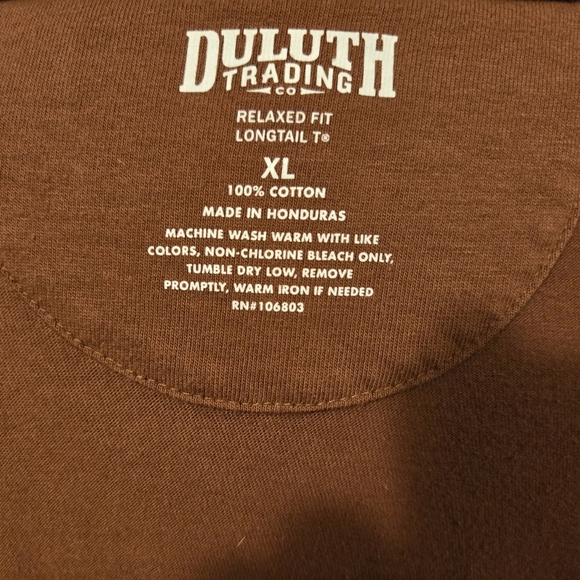 DULUTH
TRADING
CO
RELAXED FIT
LONGTAIL T®
XL
100% COTTON
MADE IN HONDURAS
MACHINE WASH WARM WITH LIKE
COLORS, NON-CHLORINE BLEACH ONLY,
TUMBLE DRY LOW, REMOVE
PROMPTLY, WARM IRON IF NEEDED
RN#106803